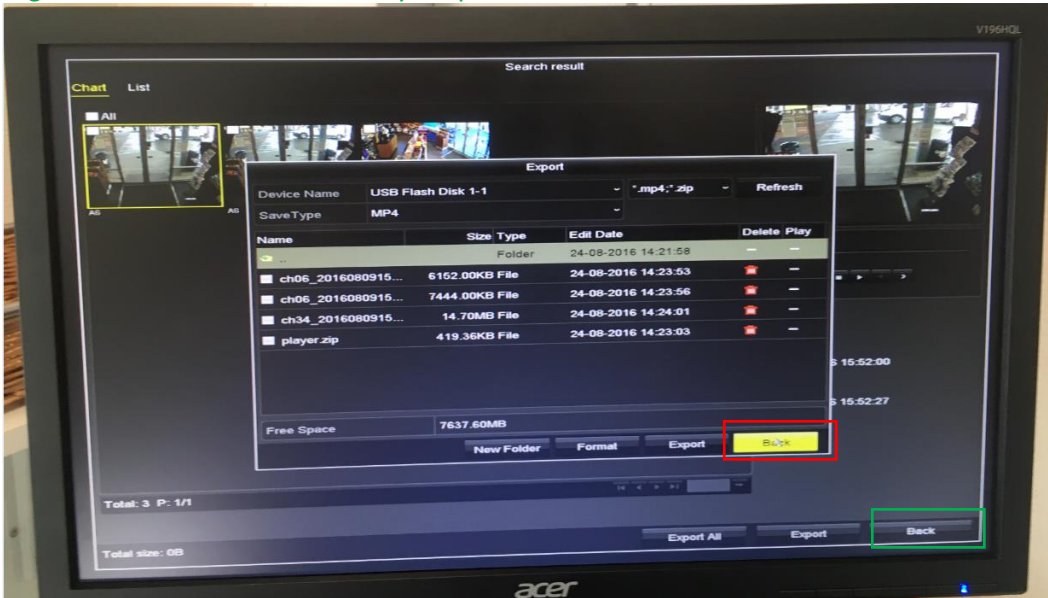 V196HQL
Search result
Chart List
All
A6 A6
Export
Device Name USB Flash Disk 1-1 *.mp4;*.zip Refresh
SaveType MP4
Name Size Type Edit Date Delete Play
.. Folder 24-08-2016 14:21:58
ch06_2016080915... 6152.00KB File 24-08-2016 14:23:53
ch06_2016080915... 7444.00KB File 24-08-2016 14:23:56
ch34_2016080915... 14.70MB File 24-08-2016 14:24:01
player.zip 419.36KB File 24-08-2016 14:23:03
15:52:00
15:52:27
Free Space 7637.60MB
New Folder Format Export Back
Total: 3 P: 1/1
Export All Export Back
Total size: 0B
acer